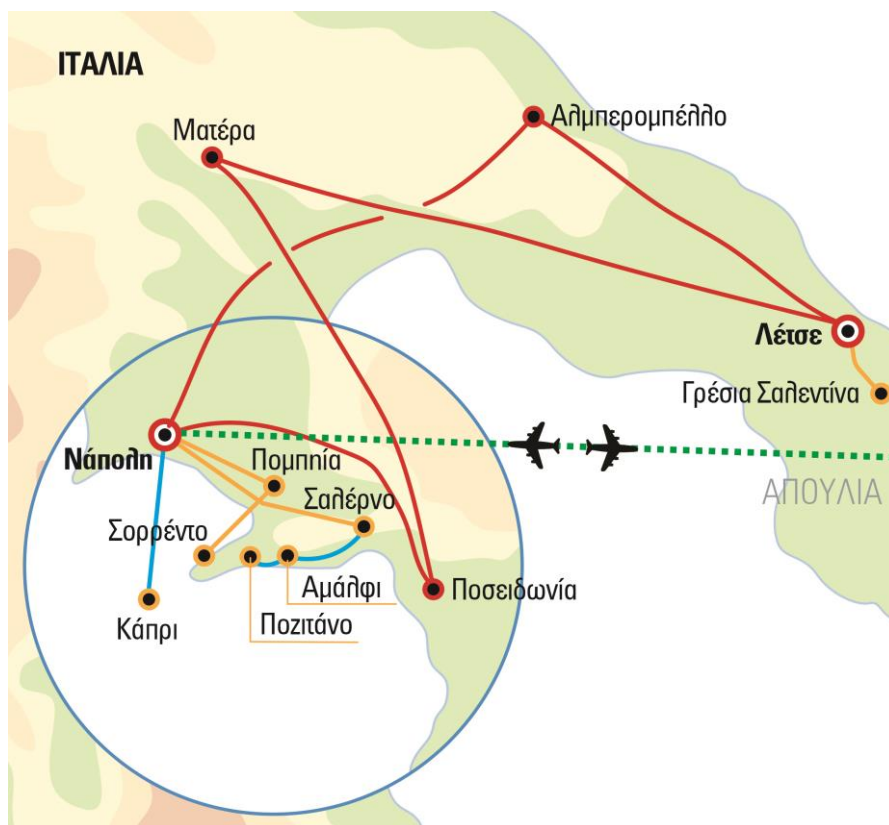 ΙΤΑΛΙΑ
Ματέρα
Αλμπερομπέλλο
Λέτσε
Γρέσια Σαλεντίνα
Νάπολη
Πομπηία
ΑΠΟΥΛΙΑ
Σαλέρνο
Σορρέντο
Αμάλφι
Ποσειδωνία
Κάπρι
Ποζιτάνο